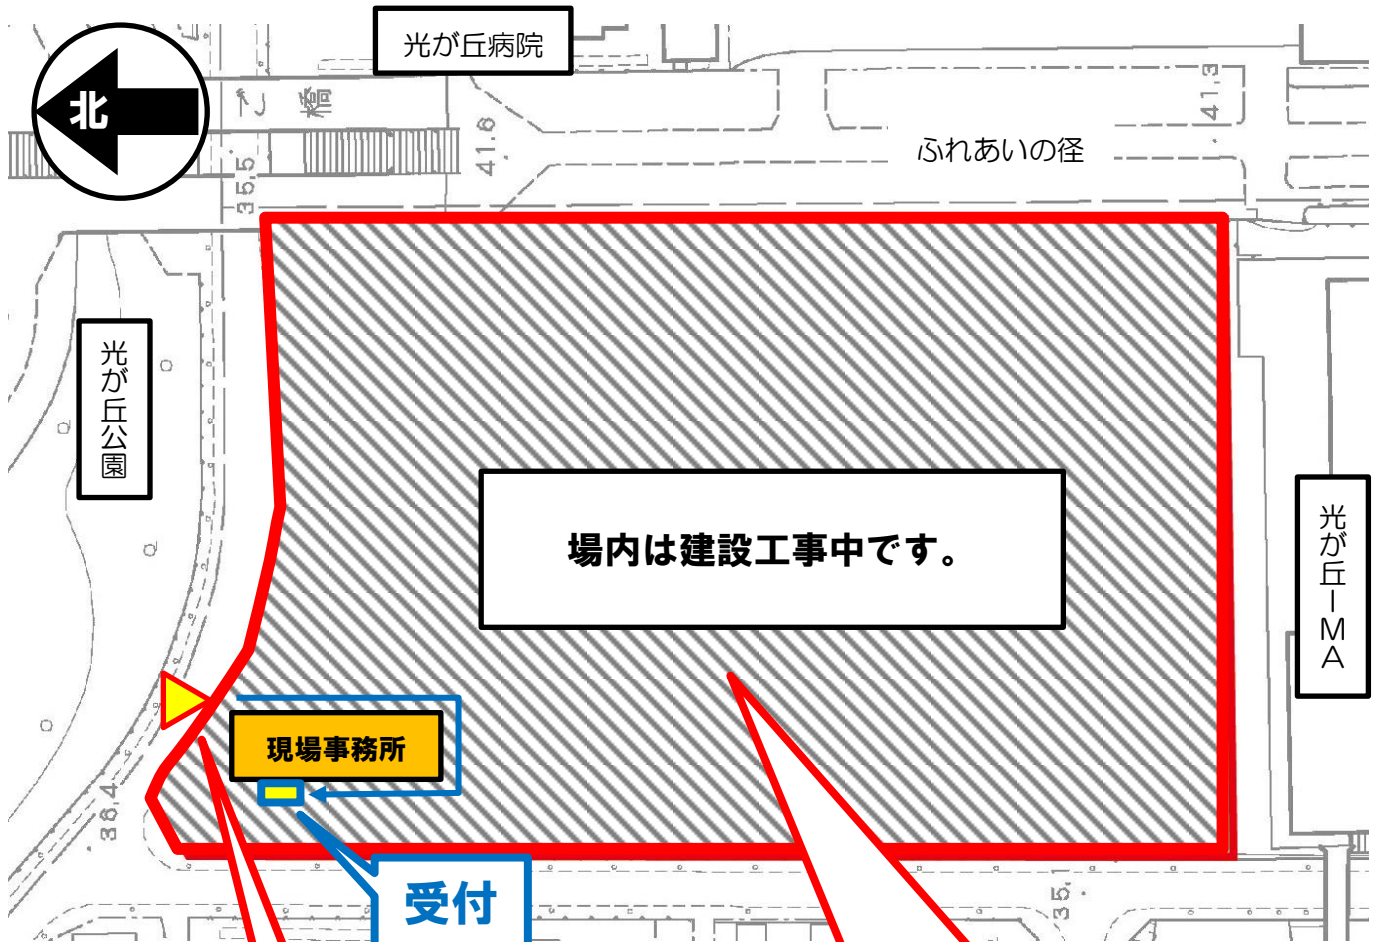 光が丘病院
北
橋
41.3
41.6
ふれあいの径
35.5
光が丘公園
場内は建設工事中です。
光が丘IMA
現場事務所
36.4
受付
35.1